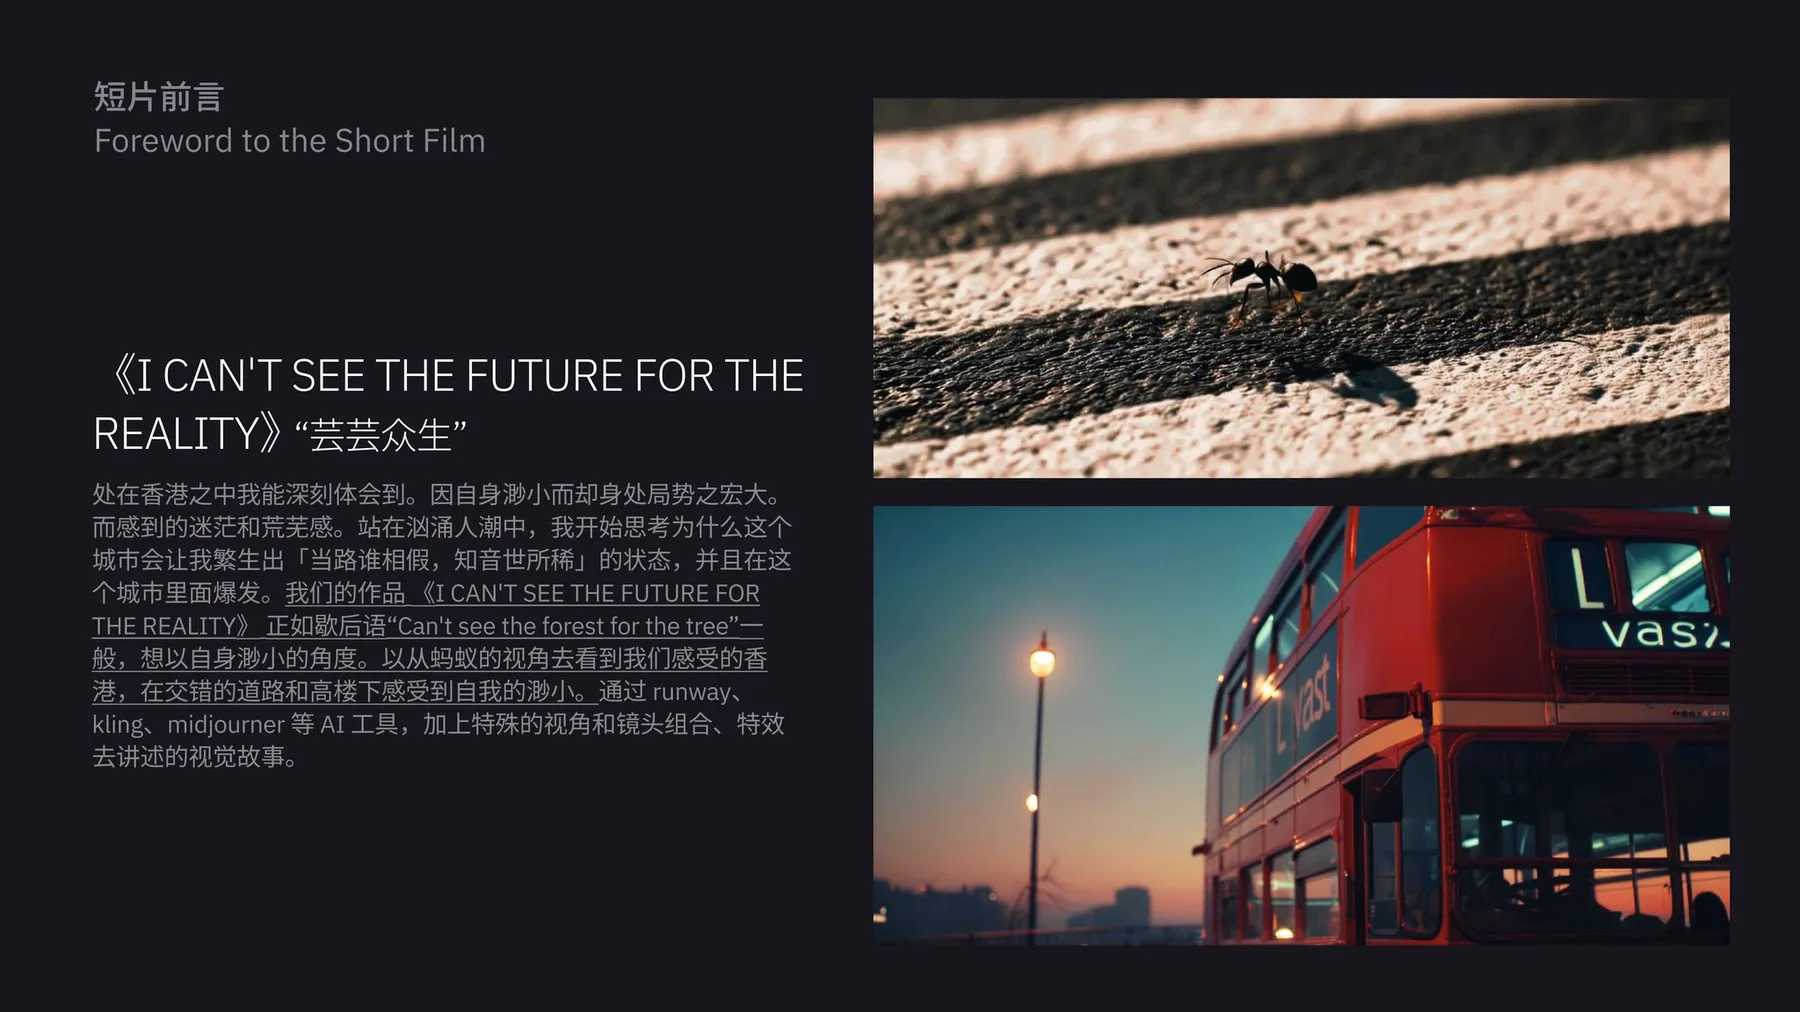 短片前言
Foreword to the Short Film
《I CAN'T SEE THE FUTURE FOR THE
REALITY》“芸芸众生”
处在香港之中我能深刻体会到。因自身渺小而却身处局势之宏大。
而感到的迷茫和荒芜感。站在汹涌人潮中，我开始思考为什么这个
城市会让我繁生出「当路谁相假，知音世所稀」的状态，并且在这
个城市里面爆发。我们的作品《I CAN'T SEE THE FUTURE FOR
THE REALITY》 正如歇后语“Can't see the forest for the tree”一
般，想以自身渺小的角度。以从蚂蚁的视角去看到我们感受的香
港，在交错的道路和高楼下感受到自我的渺小。通过 runway、
kling、midjourner 等 AI 工具，加上特殊的视角和镜头组合、特效
去讲述的视觉故事。
L
vast